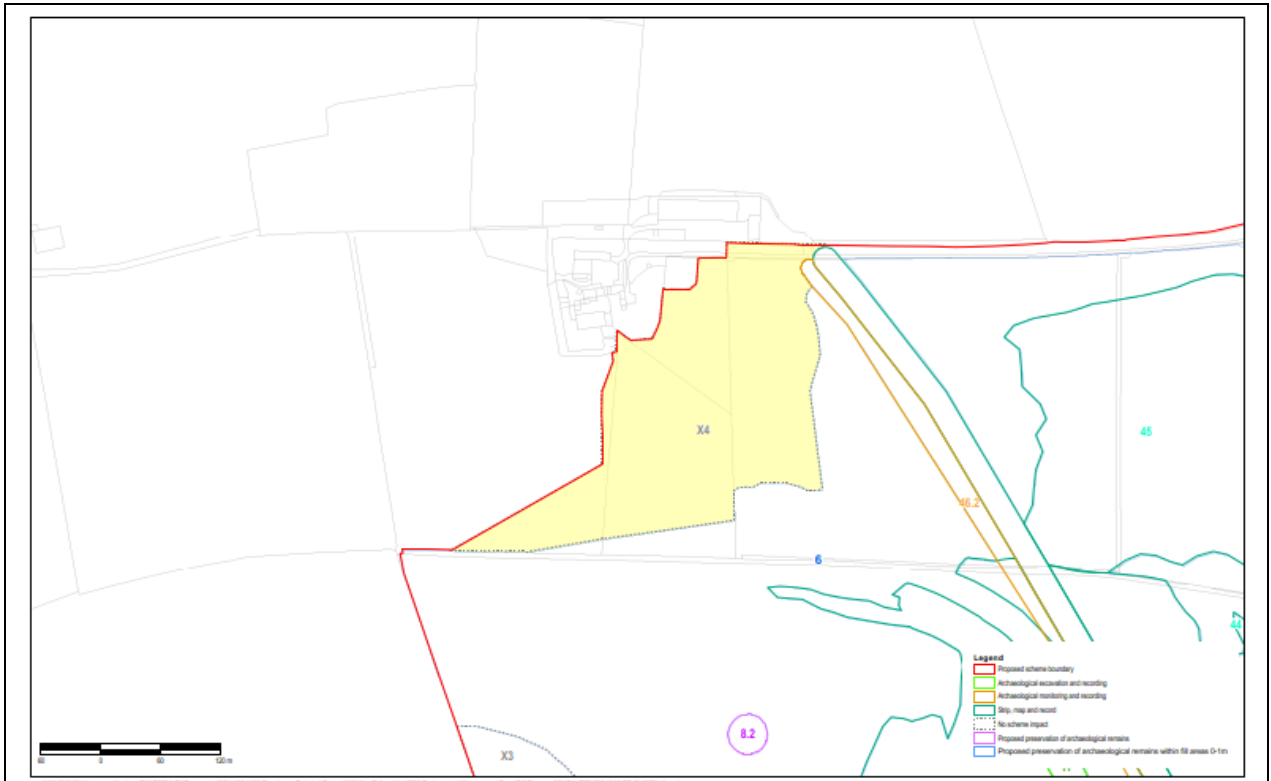 X4
45
46.2
6
44
8.2
X3
Legend
Proposed scheme boundary
Archaeological excavation and recording
Archaeological monitoring and recording
Strip, map and record
No scheme impact
Proposed preservation of archaeological remains
Proposed preservation of archaeological remains within fill areas 0-1m
60 0 60 120 m